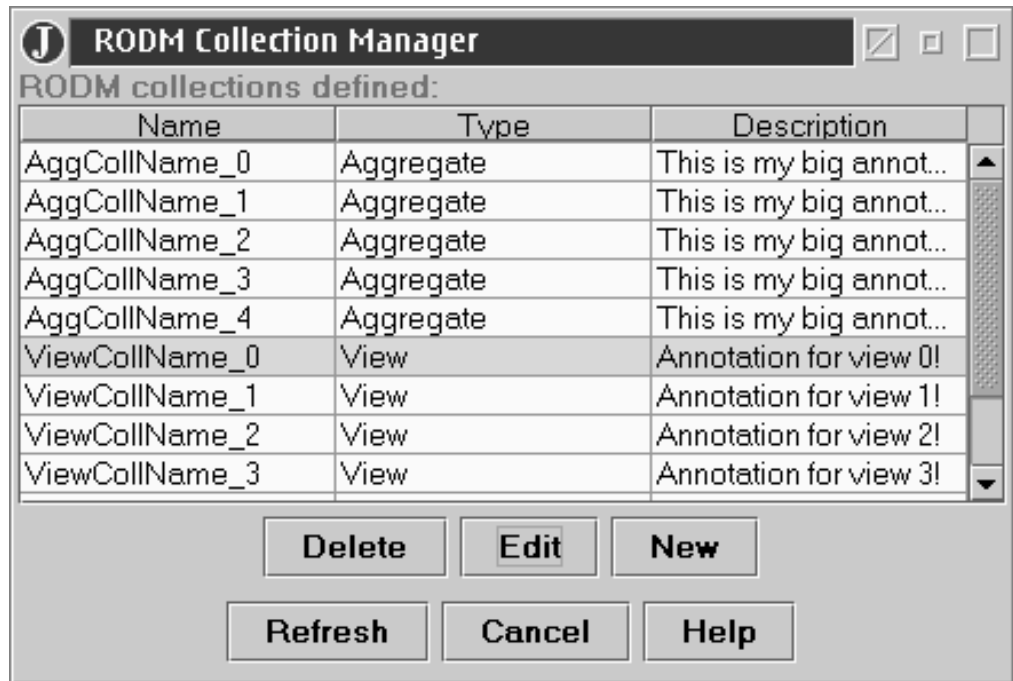 J RODM Collection Manager
RODM collections defined:
Name Type Description
AggCollName_0 Aggregate This is my big annot...
AggCollName_1 Aggregate This is my big annot...
AggCollName_2 Aggregate This is my big annot...
AggCollName_3 Aggregate This is my big annot...
AggCollName_4 Aggregate This is my big annot...
ViewCollName_0 View Annotation for view 0!
ViewCollName_1 View Annotation for view 1!
ViewCollName_2 View Annotation for view 2!
ViewCollName_3 View Annotation for view 3!
Delete Edit New
Refresh Cancel Help